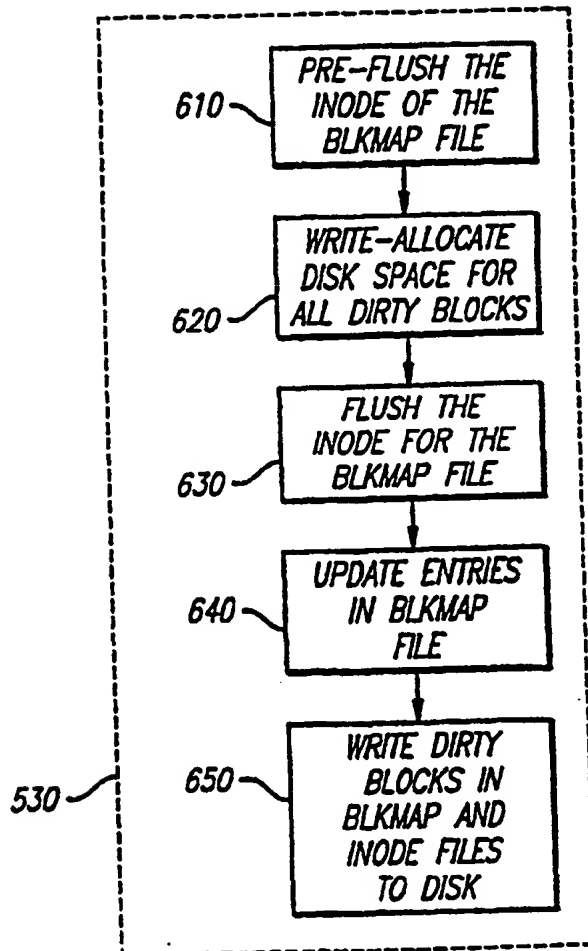 610
PRE-FLUSH THE
INODE OF THE
BLKMAP FILE
620
WRITE-ALLOCATE
DISK SPACE FOR
ALL DIRTY BLOCKS
630
FLUSH THE
INODE FOR THE
BLKMAP FILE
640
UPDATE ENTRIES
IN BLKMAP
FILE
530
650
WRITE DIRTY
BLOCKS IN
BLKMAP AND
INODE FILES
TO DISK